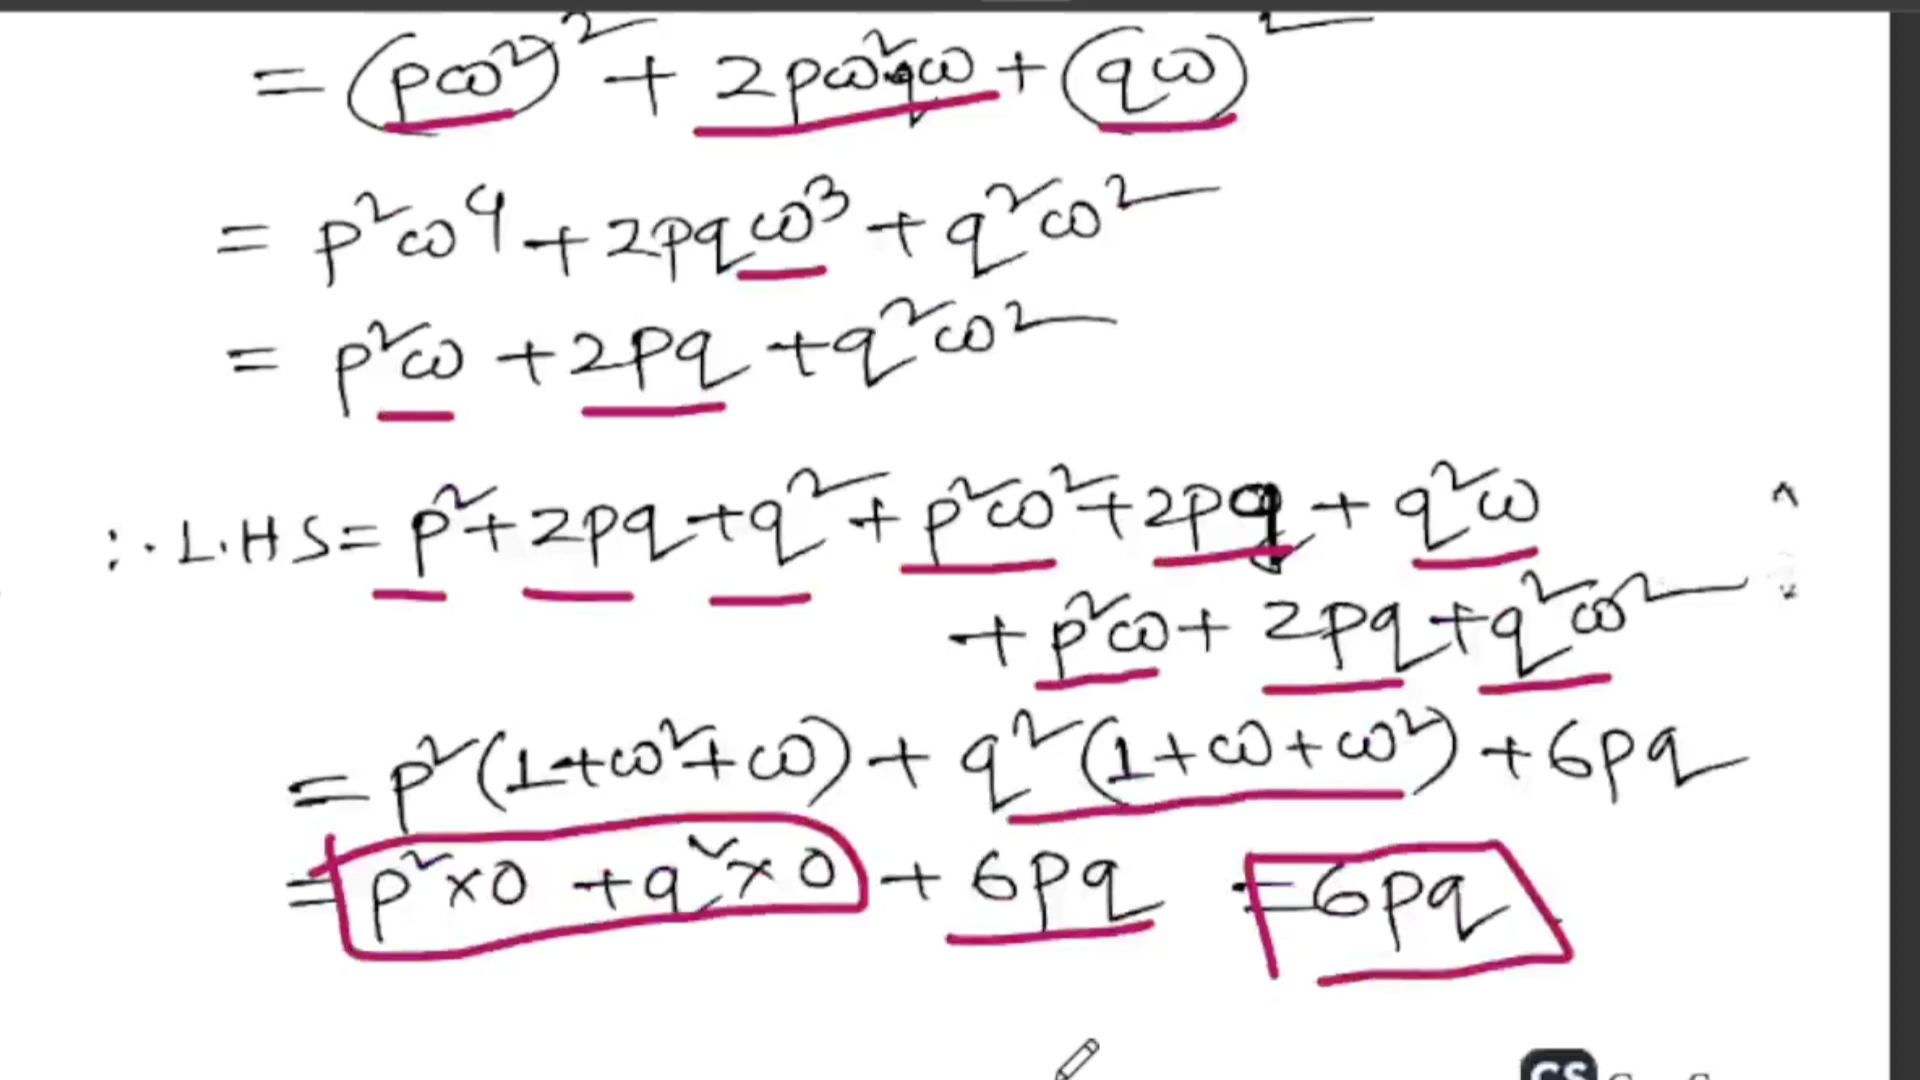 = (pω²)² + 2pω²qω + (qω)²
= p²ω⁴ + 2pqω³ + q²ω²
= p²ω + 2pq + q²ω²
∴ L.H.S = p² + 2pq + q² + p²ω² + 2pq + q²ω
+ p²ω + 2pq + q²ω²
= p²(1+ω²+ω) + q²(1+ω+ω²) + 6pq
= p²×0 + q²×0 + 6pq = 6pq
CS